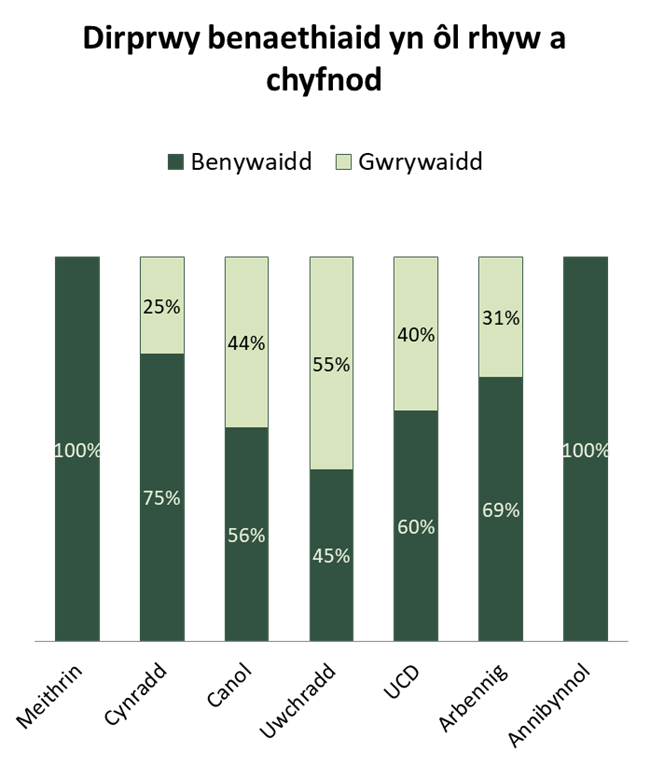 Dirprwy benaethiaid yn ôl rhyw a
chyfnod
Benywaidd Gwrywaidd
100% 75% 56% 45% 60% 69% 100%
25% 44% 55% 40% 31%
Meithrin Cynradd Canol Uwchradd UCD Arbennig Annibynnol